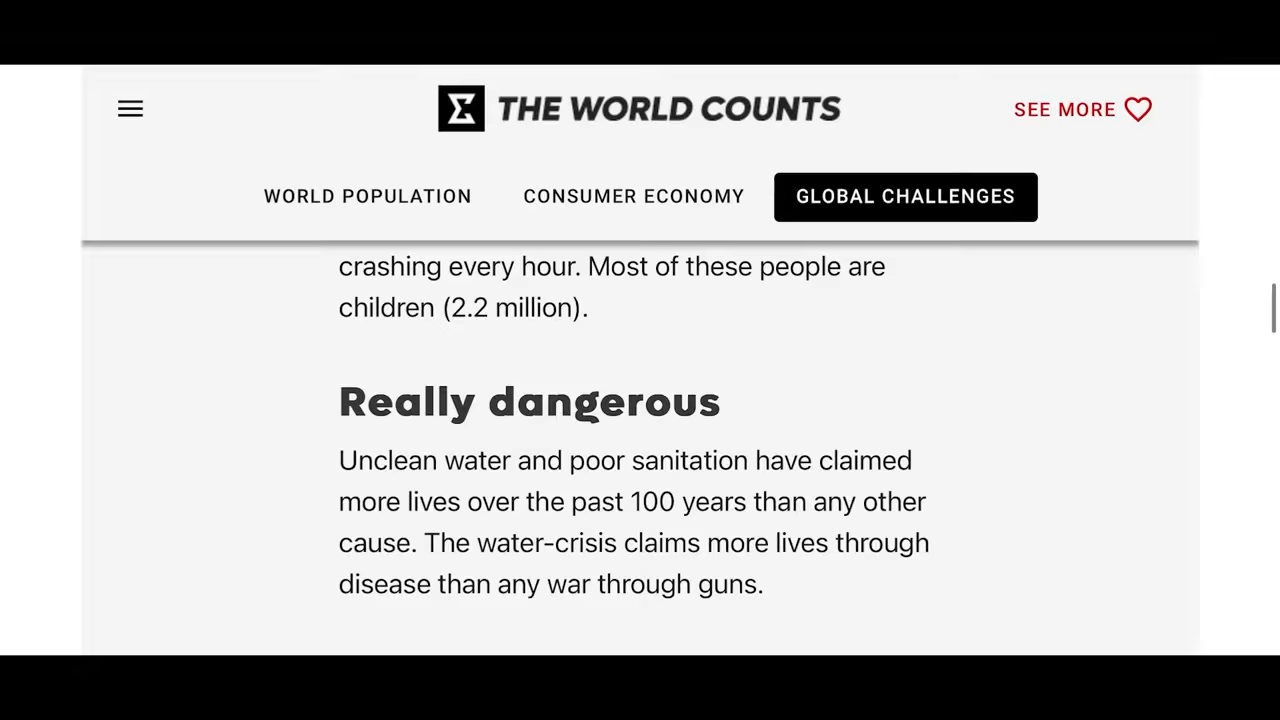 THE WORLD COUNTS
SEE MORE
WORLD POPULATION
CONSUMER ECONOMY
GLOBAL CHALLENGES
crashing every hour. Most of these people are
children (2.2 million).
Really dangerous
Unclean water and poor sanitation have claimed
more lives over the past 100 years than any other
cause. The water-crisis claims more lives through
disease than any war through guns.